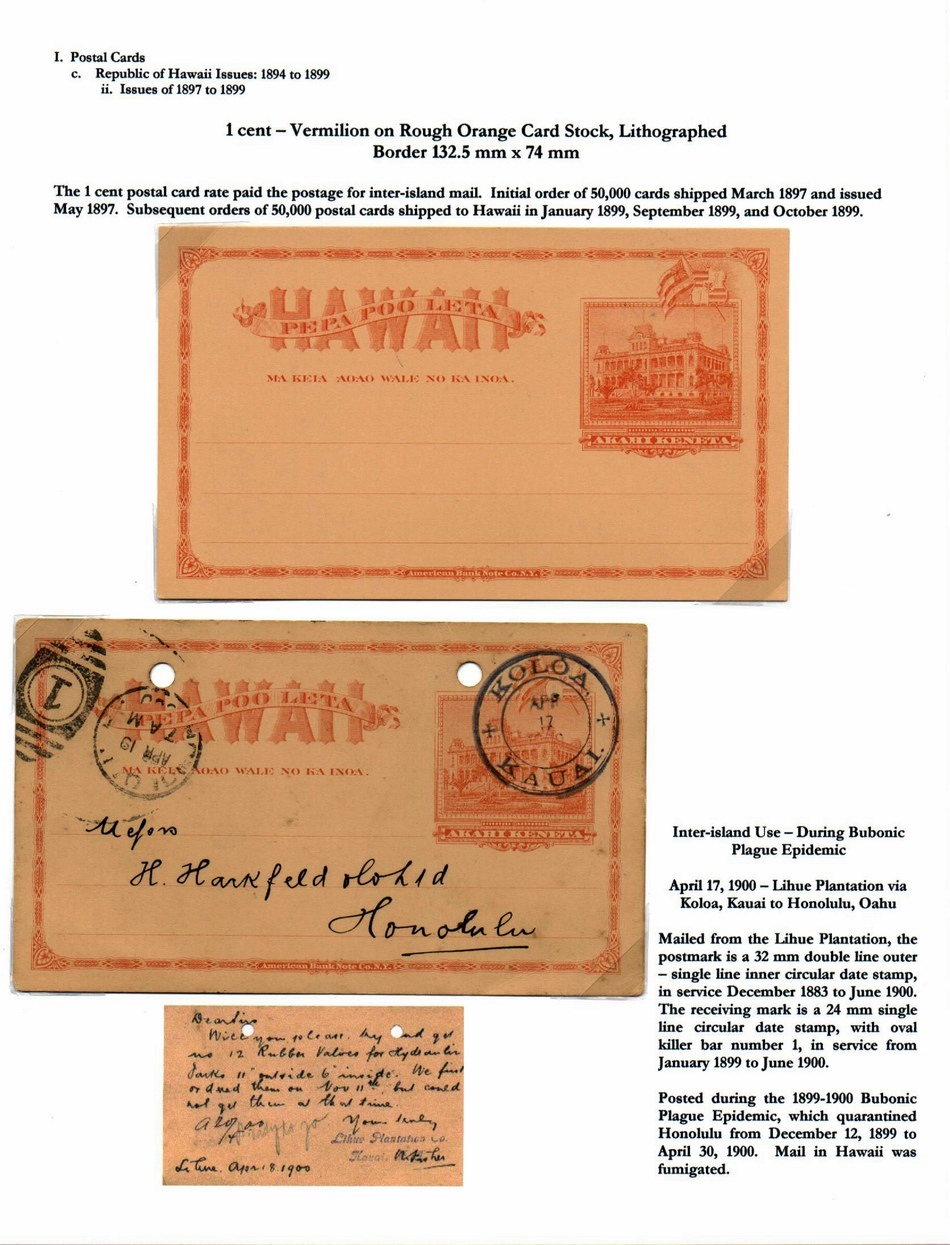 I. Postal Cards
c. Republic of Hawaii Issues: 1894 to 1899
ii. Issues of 1897 to 1899
1 cent – Vermilion on Rough Orange Card Stock, Lithographed
Border 132.5 mm x 74 mm
The 1 cent postal card rate paid the postage for inter-island mail. Initial order of 50,000 cards shipped March 1897 and issued
May 1897. Subsequent orders of 50,000 postal cards shipped to Hawaii in January 1899, September 1899, and October 1899.
HAWAII
PEPA POO LETA
MA KEIA AOAO WALE NO KA INOA.
AKAHI KENETA
American Bank Note Co. N.Y.
1
HAWAII
PEPA POO LETA
APR 19
7 AM
MA KEIA AOAO WALE NO KA INOA.
KOLOA
APR
17
KAUAI.
AKAHI KENETA
Messrs
H. Hackfeld
Honolulu
American Bank Note Co. N.Y.
Dear Sirs
Will you please try and get
no 12 Rubber Valves for Hydraulic
11" outside 6" inside. We first
ordered them on Nov 11th but could
not get them at that time.
Yours truly
Lihue Plantation Co.
Kauai,
Lihue. Apr 18.1900
Inter-island Use – During Bubonic
Plague Epidemic
April 17, 1900 – Lihue Plantation via
Koloa, Kauai to Honolulu, Oahu
Mailed from the Lihue Plantation, the
postmark is a 32 mm double line outer
– single line inner circular date stamp,
in service December 1883 to June 1900.
The receiving mark is a 24 mm single
line circular date stamp, with oval
killer bar number 1, in service from
January 1899 to June 1900.
Posted during the 1899-1900 Bubonic
Plague Epidemic, which quarantined
Honolulu from December 12, 1899 to
April 30, 1900. Mail in Hawaii was
fumigated.